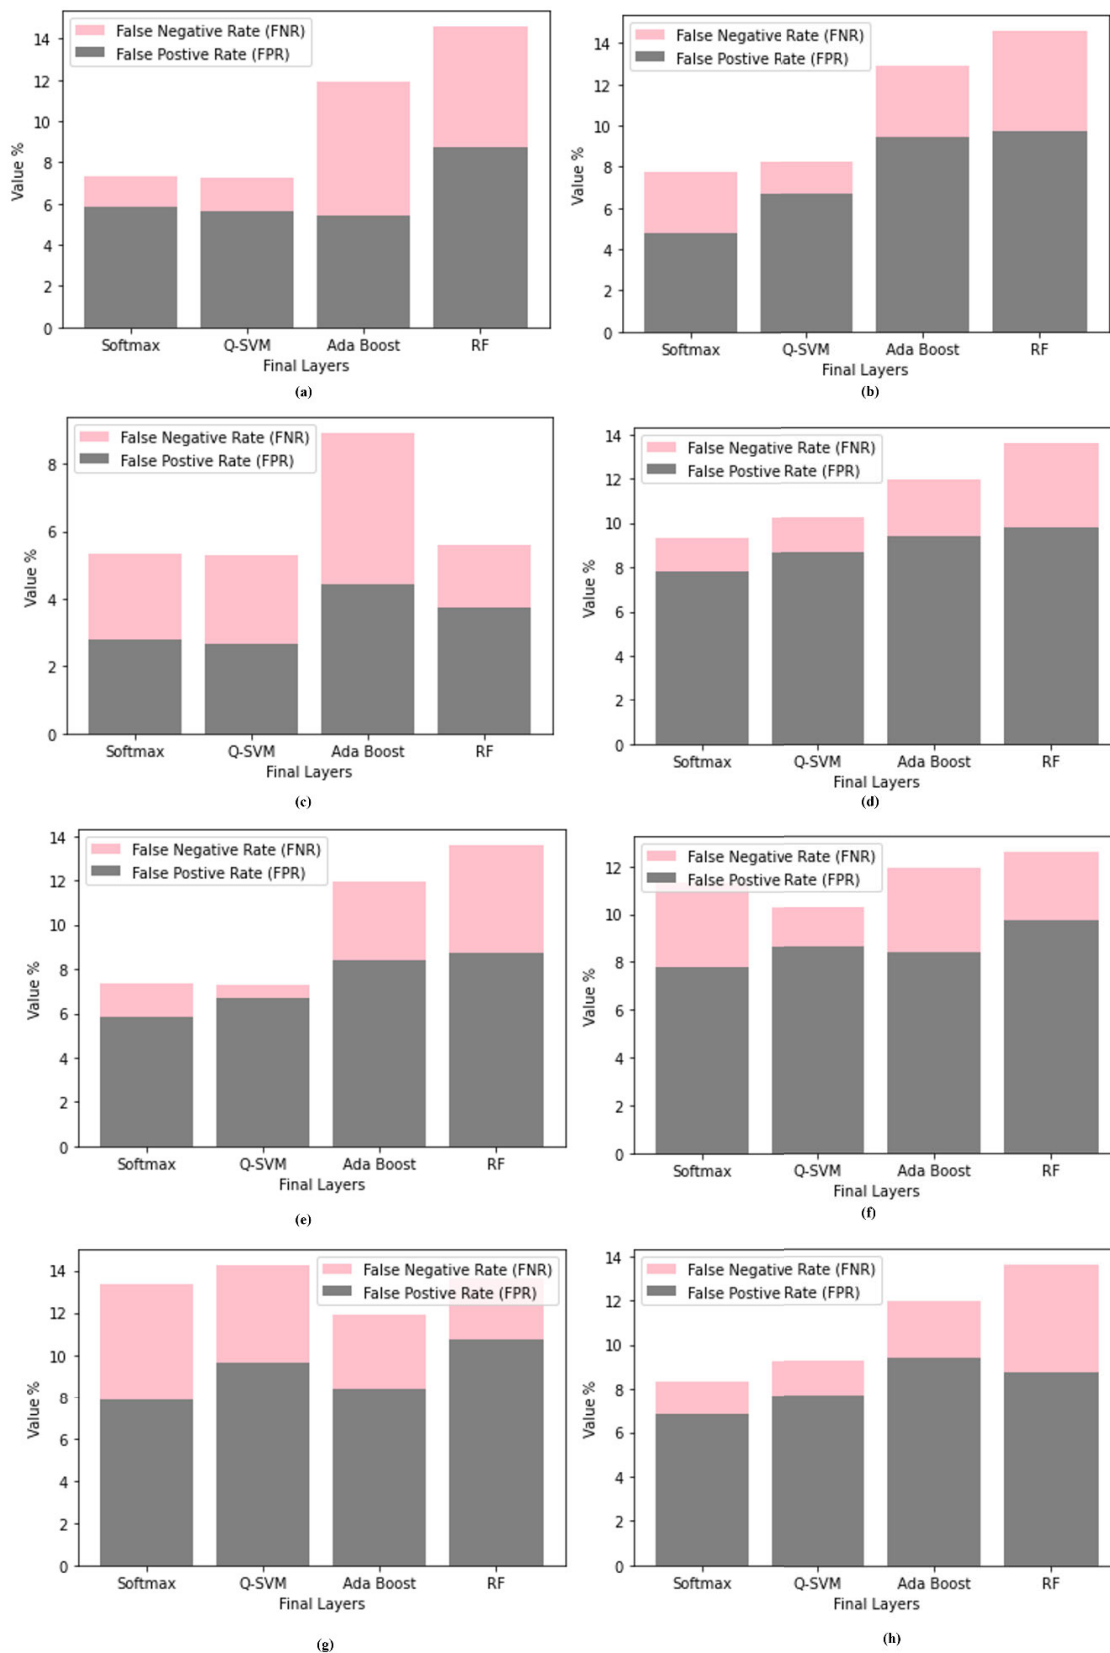 False Negative Rate (FNR)
False Postive Rate (FPR)
14
12
10
8
6
4
2
0
Value %
Softmax Q-SVM Ada Boost RF
Final Layers
(a)
False Negative Rate (FNR)
False Postive Rate (FPR)
14
12
10
8
6
4
2
0
Value %
Softmax Q-SVM Ada Boost RF
Final Layers
(b)
False Negative Rate (FNR)
False Postive Rate (FPR)
8
6
4
2
0
Value %
Softmax Q-SVM Ada Boost RF
Final Layers
(c)
False Negative Rate (FNR)
False Postive Rate (FPR)
14
12
10
8
6
4
2
0
Value %
Softmax Q-SVM Ada Boost RF
Final Layers
(d)
False Negative Rate (FNR)
False Postive Rate (FPR)
14
12
10
8
6
4
2
0
Value %
Softmax Q-SVM Ada Boost RF
Final Layers
(e)
False Negative Rate (FNR)
False Postive Rate (FPR)
12
10
8
6
4
2
0
Value %
Softmax Q-SVM Ada Boost RF
Final Layers
(f)
False Negative Rate (FNR)
False Postive Rate (FPR)
14
12
10
8
6
4
2
0
Value %
Softmax Q-SVM Ada Boost RF
Final Layers
(g)
False Negative Rate (FNR)
False Postive Rate (FPR)
14
12
10
8
6
4
2
0
Value %
Softmax Q-SVM Ada Boost RF
Final Layers
(h)